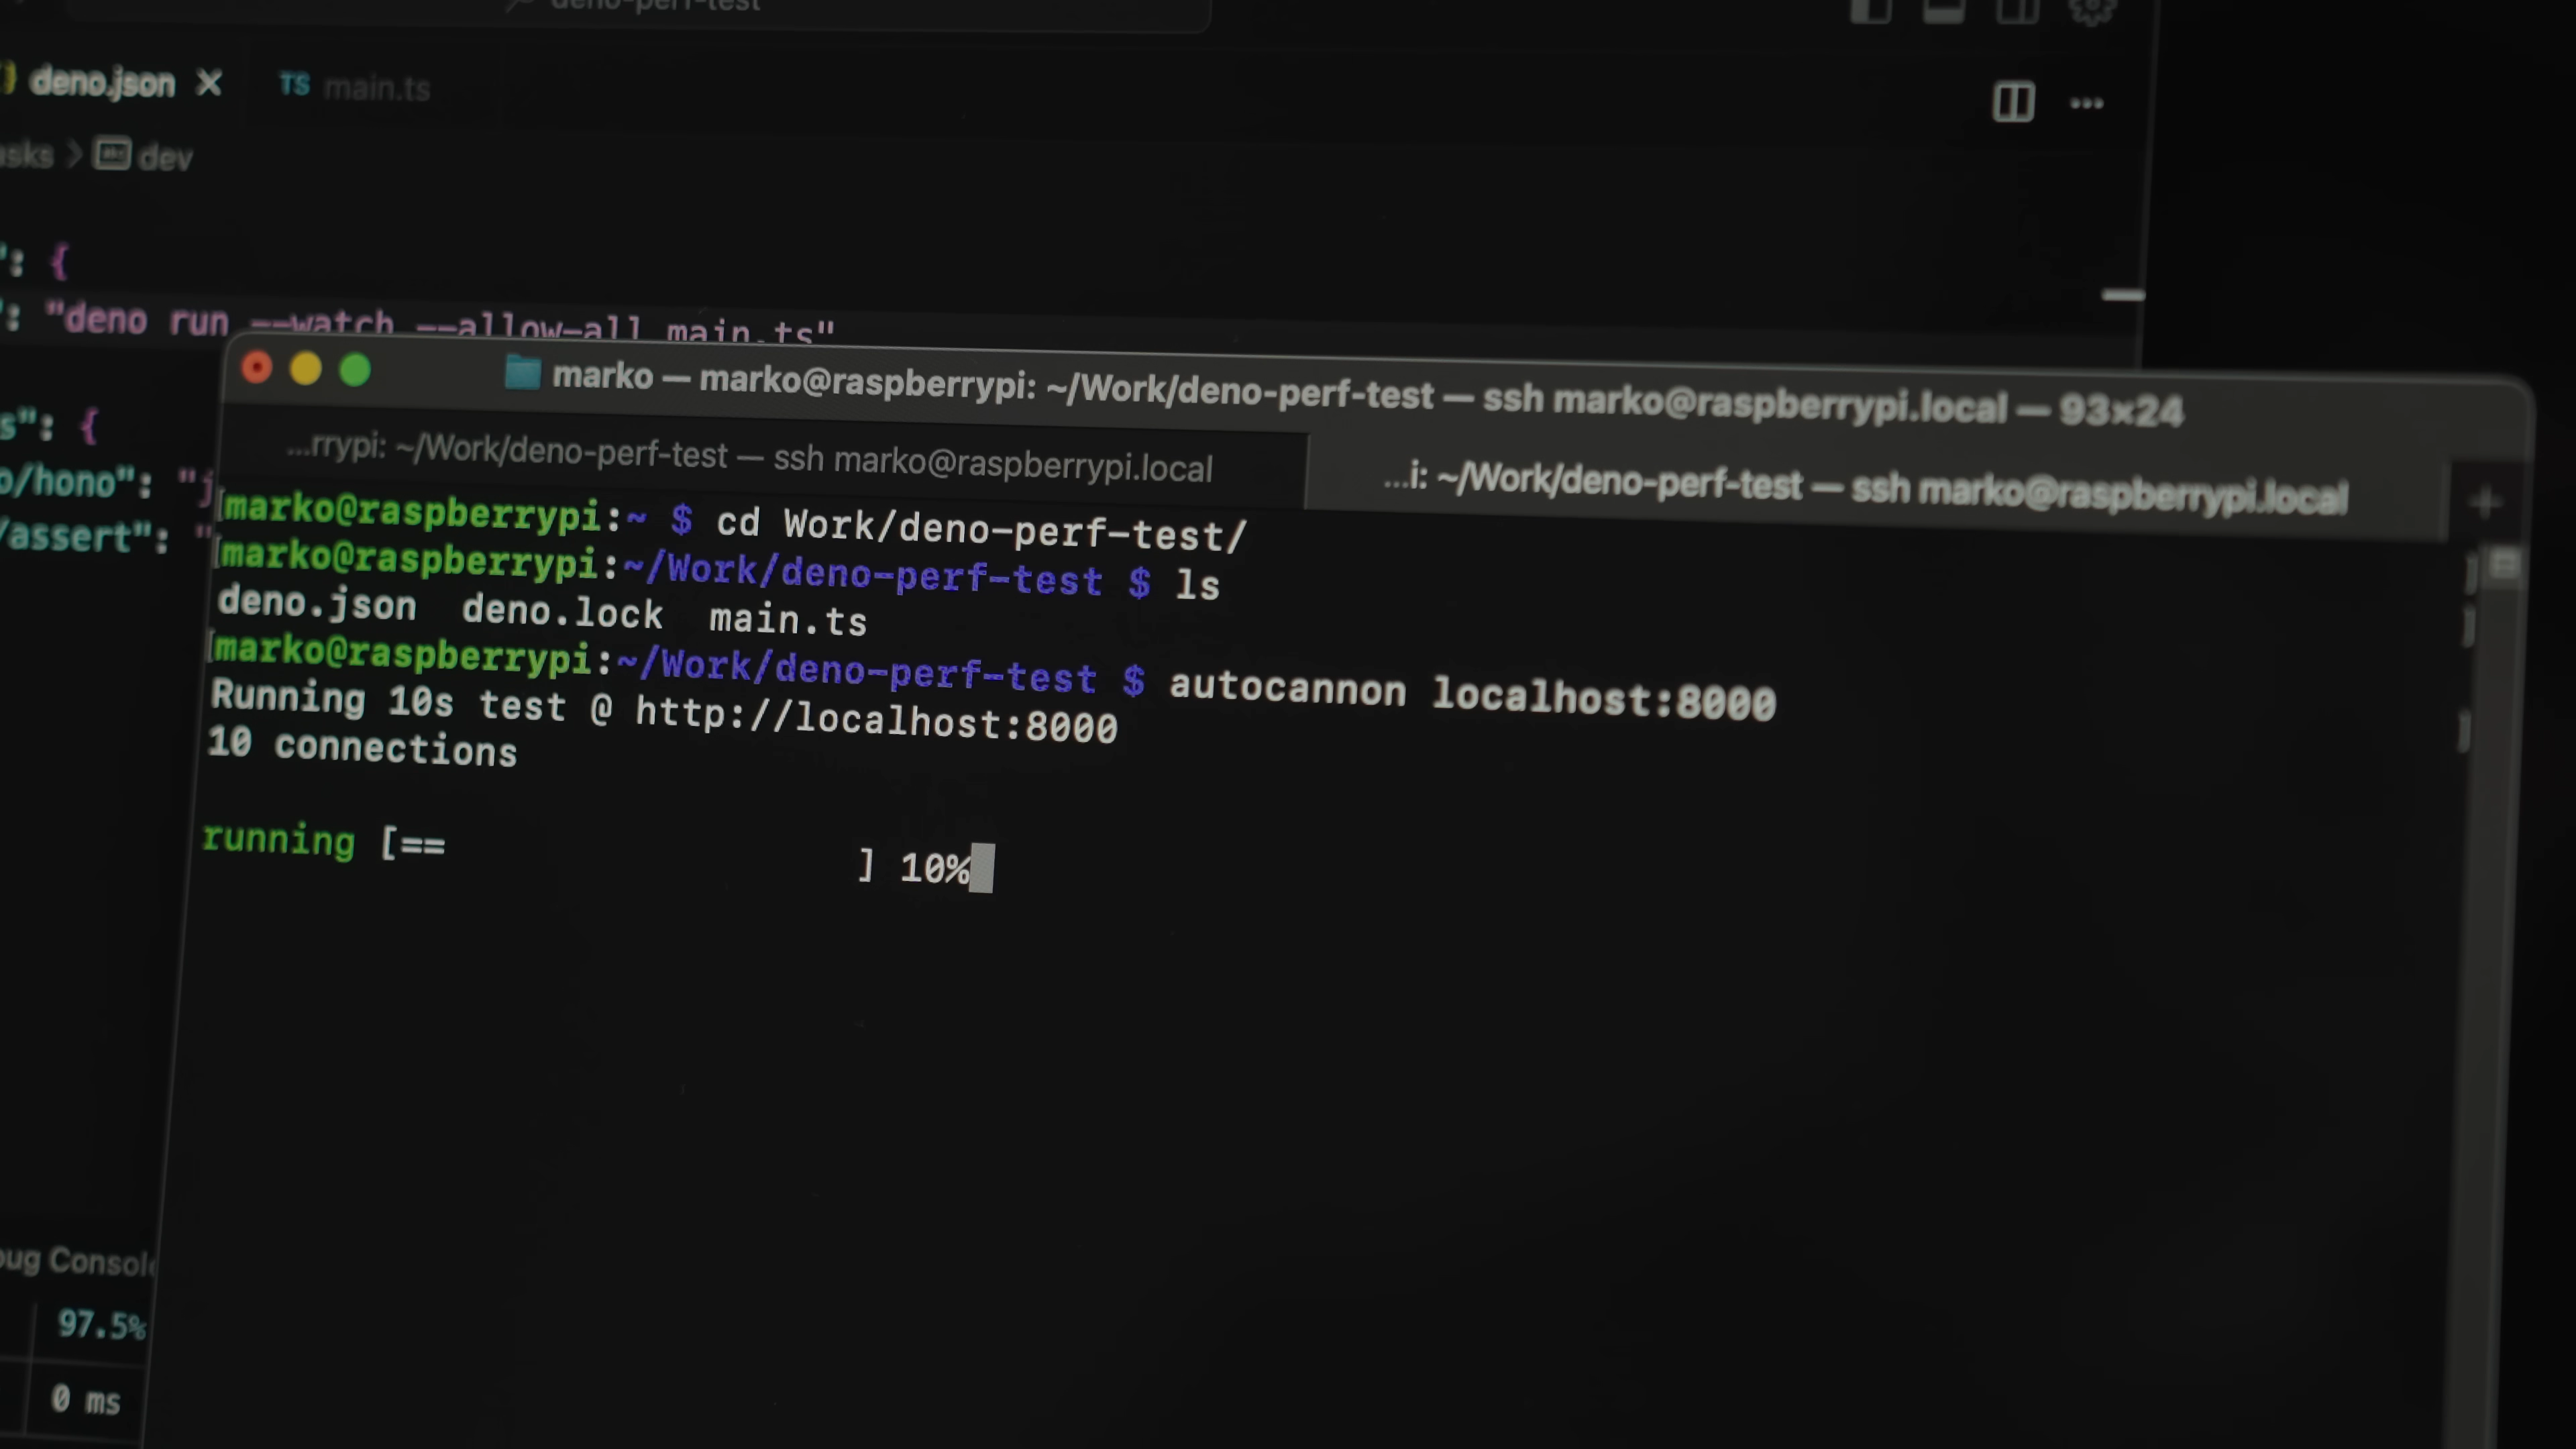 deno-perf-test
deno.json
TS main.ts
dev
": {
": "deno run --watch --allow-all main.ts"
s": {
o/hono": "j
/assert": "
marko — marko@raspberrypi: ~/Work/deno-perf-test — ssh marko@raspberrypi.local — 93×24
...rrypi: ~/Work/deno-perf-test — ssh marko@raspberrypi.local
...i: ~/Work/deno-perf-test — ssh marko@raspberrypi.local
[marko@raspberrypi:~ $ cd Work/deno-perf-test/ ]
[marko@raspberrypi:~/Work/deno-perf-test $ ls ]
deno.json  deno.lock  main.ts
[marko@raspberrypi:~/Work/deno-perf-test $ autocannon localhost:8000 ]
Running 10s test @ http://localhost:8000
10 connections
running [== ] 10%
97.5%
0 ms